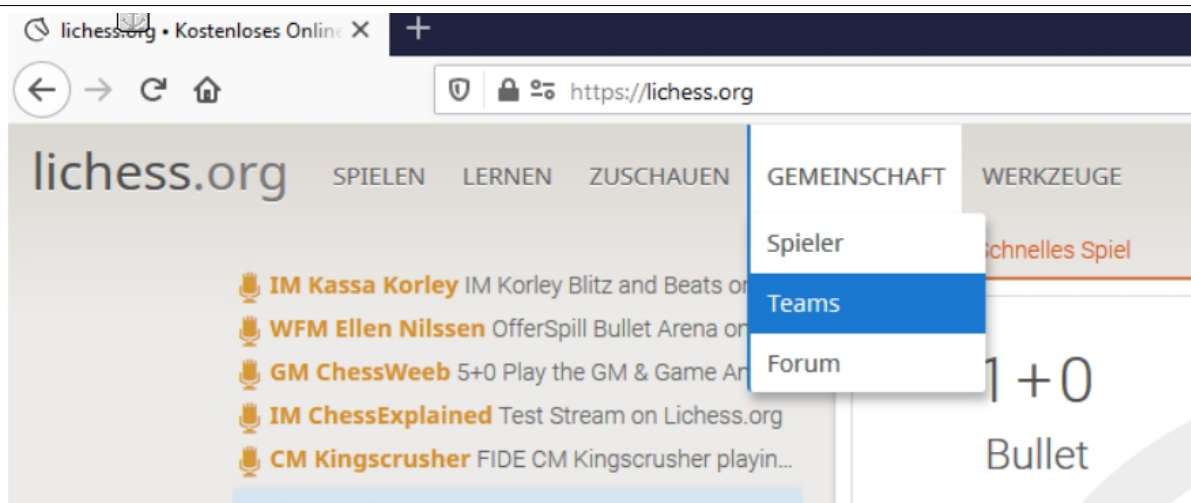 lichess.org • Kostenloses Onlin
https://lichess.org
lichess.org SPIELEN LERNEN ZUSCHAUEN GEMEINSCHAFT WERKZEUGE
Spieler
Teams
Forum
Schnelles Spiel
IM Kassa Korley IM Korley Blitz and Beats on
WFM Ellen Nilssen OfferSpill Bullet Arena on
GM ChessWeeb 5+0 Play the GM & Game An
IM ChessExplained Test Stream on Lichess.org
CM Kingscrusher FIDE CM Kingscrusher playin...
1+0
Bullet